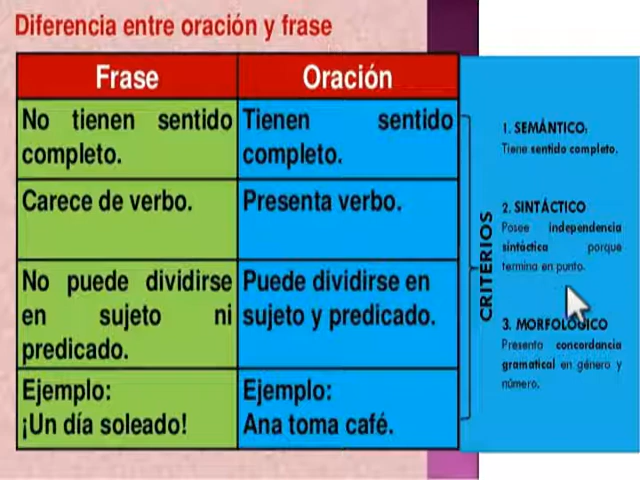 Diferencia entre oración y frase
Frase
Oración
No tienen sentido
completo.
Tienen sentido
completo.
Carece de verbo.
Presenta verbo.
No puede dividirse
en sujeto ni
predicado.
Puede dividirse en
sujeto y predicado.
Ejemplo:
¡Un día soleado!
Ejemplo:
Ana toma café.
CRITERIOS
1. SEMÁNTICO:
Tiene sentido completo.
2. SINTÁCTICO
Posee independencia
sintáctica porque
termina en punto.
3. MORFOLÓGICO
Presenta concordancia
gramatical en género y
número.